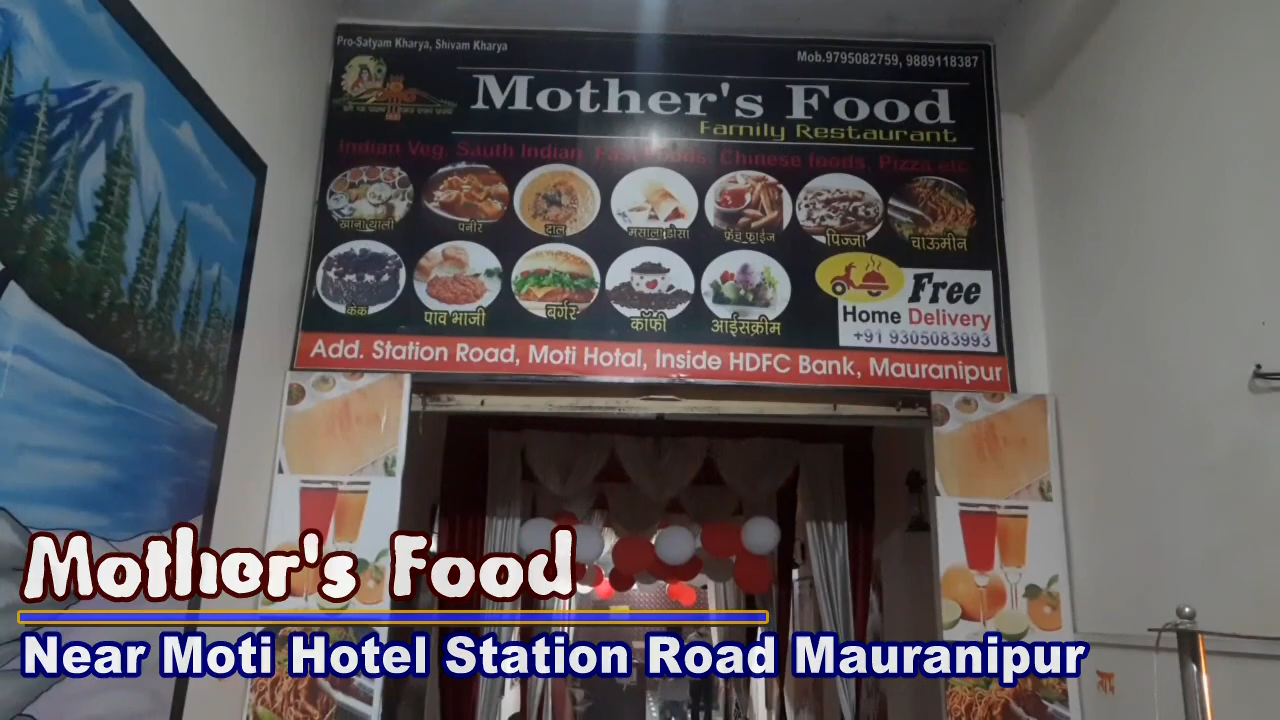 Pro-Satyam Kharya, Shivam Kharya
Mob.9795082759, 9889118387
Mother's Food
Family Restaurant
Indian Veg, Sauth Indian, Fast Foods, Chinese foods, Pizza etc
खाना थाली पनीर दाल मसाला डोसा फ्रेंच फ्राईज पिज्जा चाऊमीन
केक पाव भाजी बर्गर कॉफी आईसक्रीम
Free
Home Delivery
+91 9305083993
Add. Station Road, Moti Hotal, Inside HDFC Bank, Mauranipur
Mother's Food
Near Moti Hotel Station Road Mauranipur